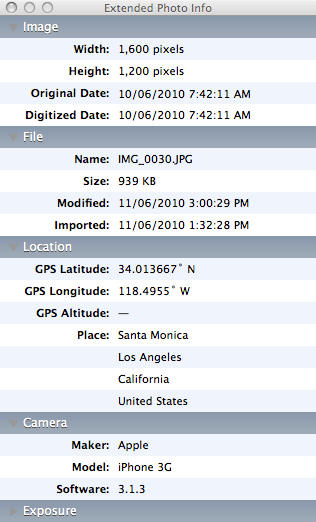 Extended Photo Info
Image
Width: 1,600 pixels
Height: 1,200 pixels
Original Date: 10/06/2010 7:42:11 AM
Digitized Date: 10/06/2010 7:42:11 AM
File
Name: IMG_0030.JPG
Size: 939 KB
Modified: 11/06/2010 3:00:29 PM
Imported: 11/06/2010 1:32:28 PM
Location
GPS Latitude: 34.013667° N
GPS Longitude: 118.4955° W
GPS Altitude: —
Place: Santa Monica
Los Angeles
California
United States
Camera
Maker: Apple
Model: iPhone 3G
Software: 3.1.3
Exposure